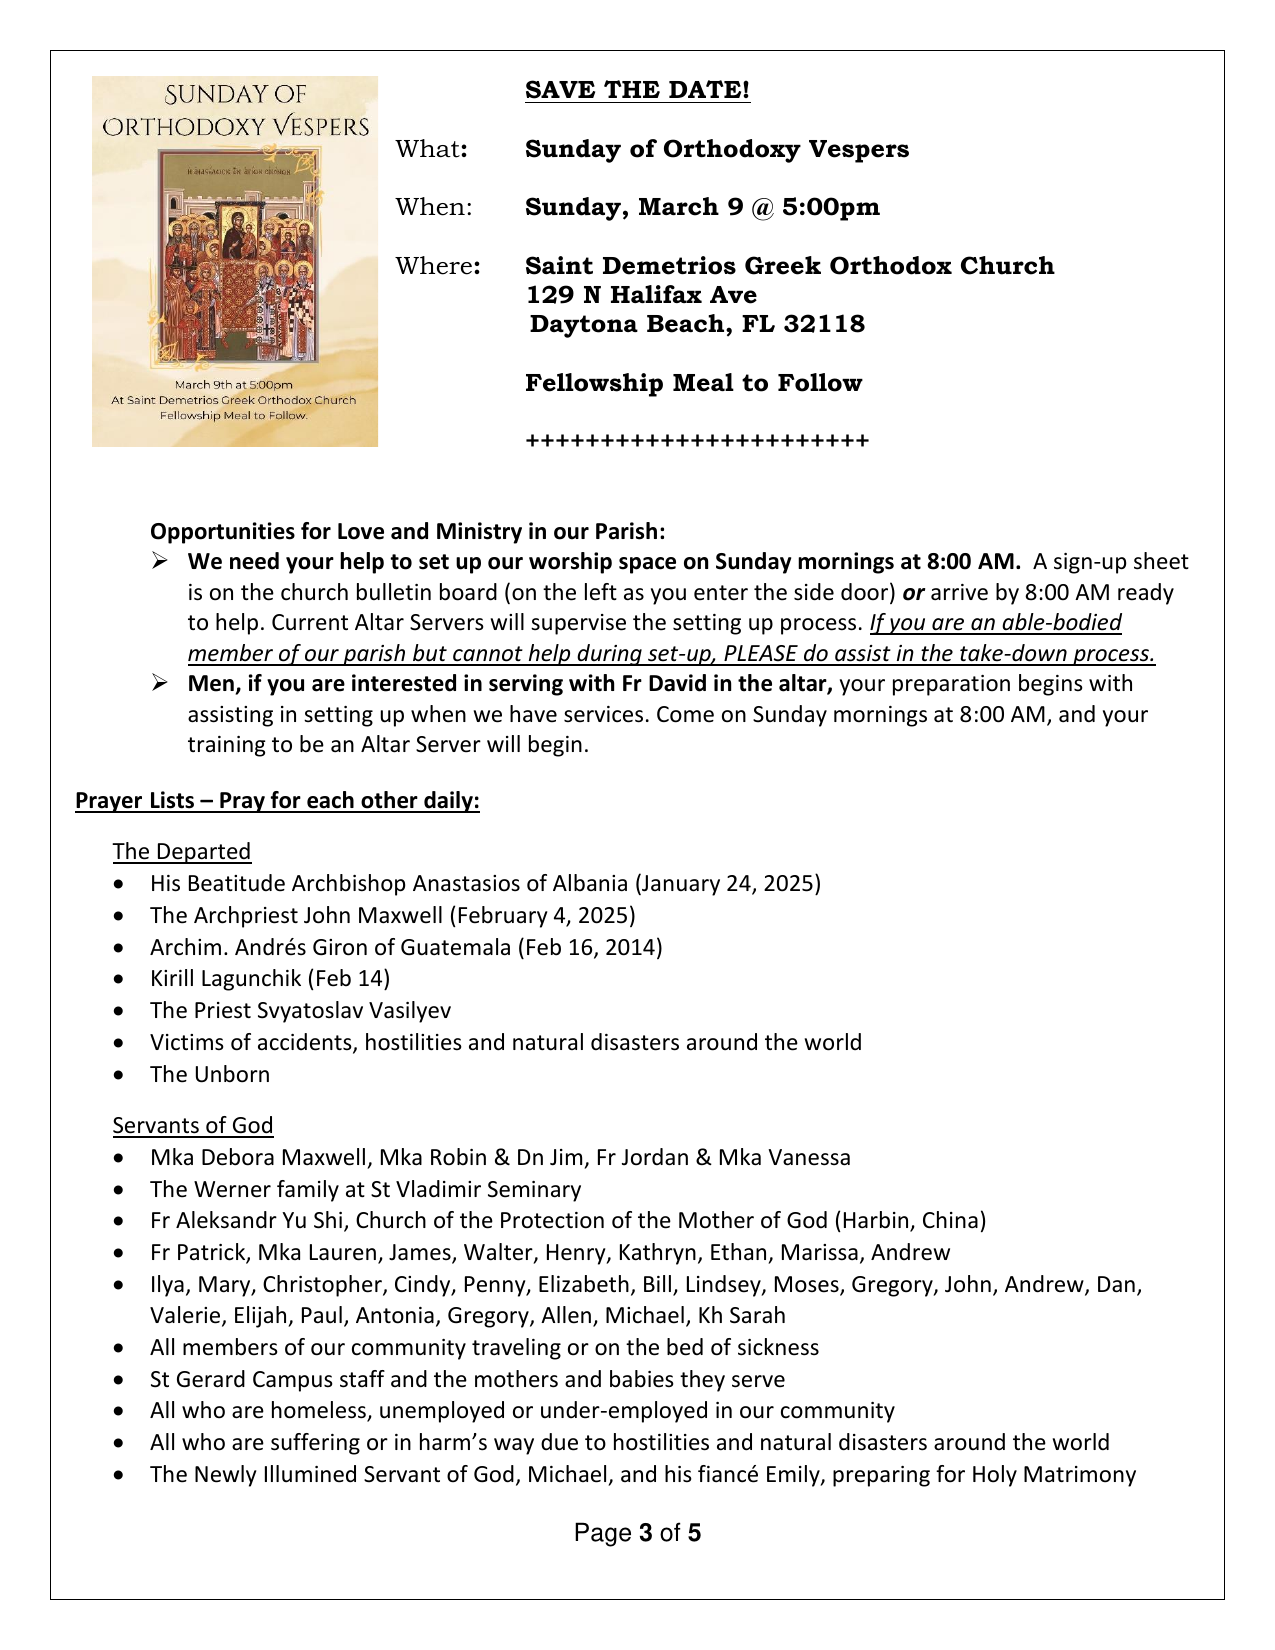 SUNDAY OF
ORTHODOXY VESPERS
March 9th at 5:00pm
At Saint Demetrios Greek Orthodox Church
Fellowship Meal to Follow.
SAVE THE DATE!
What: Sunday of Orthodoxy Vespers
When: Sunday, March 9 @ 5:00pm
Where: Saint Demetrios Greek Orthodox Church
129 N Halifax Ave
Daytona Beach, FL 32118
Fellowship Meal to Follow
+++++++++++++++++++++++
Opportunities for Love and Ministry in our Parish:
➢ We need your help to set up our worship space on Sunday mornings at 8:00 AM. A sign-up sheet
is on the church bulletin board (on the left as you enter the side door) or arrive by 8:00 AM ready
to help. Current Altar Servers will supervise the setting up process. If you are an able-bodied
member of our parish but cannot help during set-up, PLEASE do assist in the take-down process.
➢ Men, if you are interested in serving with Fr David in the altar, your preparation begins with
assisting in setting up when we have services. Come on Sunday mornings at 8:00 AM, and your
training to be an Altar Server will begin.
Prayer Lists – Pray for each other daily:
The Departed
• His Beatitude Archbishop Anastasios of Albania (January 24, 2025)
• The Archpriest John Maxwell (February 4, 2025)
• Archim. Andrés Giron of Guatemala (Feb 16, 2014)
• Kirill Lagunchik (Feb 14)
• The Priest Svyatoslav Vasilyev
• Victims of accidents, hostilities and natural disasters around the world
• The Unborn
Servants of God
• Mka Debora Maxwell, Mka Robin & Dn Jim, Fr Jordan & Mka Vanessa
• The Werner family at St Vladimir Seminary
• Fr Aleksandr Yu Shi, Church of the Protection of the Mother of God (Harbin, China)
• Fr Patrick, Mka Lauren, James, Walter, Henry, Kathryn, Ethan, Marissa, Andrew
• Ilya, Mary, Christopher, Cindy, Penny, Elizabeth, Bill, Lindsey, Moses, Gregory, John, Andrew, Dan,
Valerie, Elijah, Paul, Antonia, Gregory, Allen, Michael, Kh Sarah
• All members of our community traveling or on the bed of sickness
• St Gerard Campus staff and the mothers and babies they serve
• All who are homeless, unemployed or under-employed in our community
• All who are suffering or in harm’s way due to hostilities and natural disasters around the world
• The Newly Illumined Servant of God, Michael, and his fiancé Emily, preparing for Holy Matrimony
Page 3 of 5